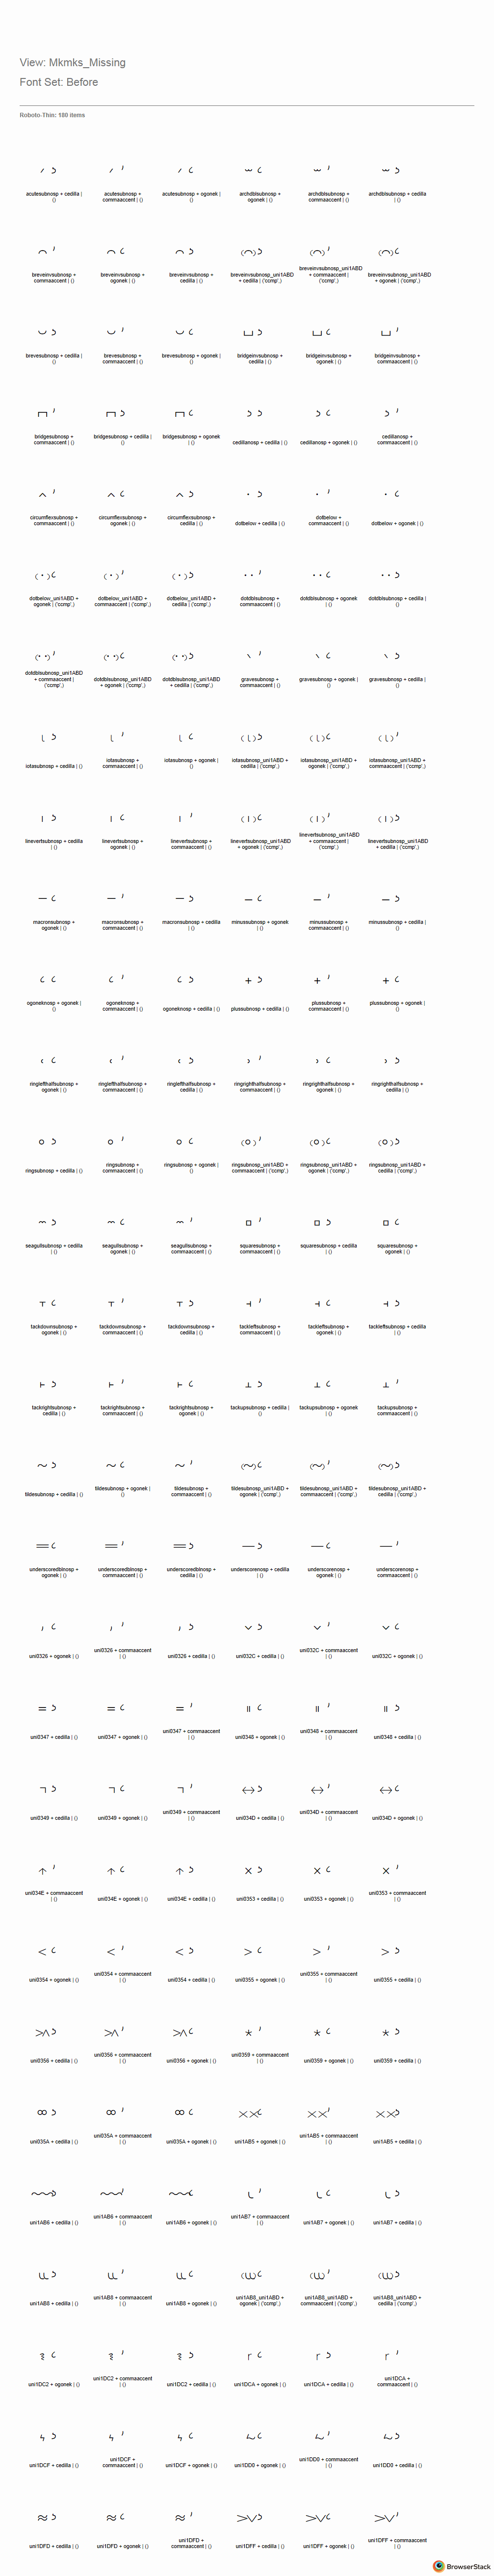 View: Mkmks_Missing
Font Set: Before
Roboto-Thin: 180 items
acutesubnosp + cedilla |
()
acutesubnosp +
commaaccent | ()
acutesubnosp + ogonek |
()
archdblsubnosp +
ogonek | ()
archdblsubnosp +
commaaccent | ()
archdblsubnosp + cedilla
| ()
breveinvsubnosp +
commaaccent | ()
breveinvsubnosp +
ogonek | ()
breveinvsubnosp +
cedilla | ()
breveinvsubnosp_uni1ABD
+ cedilla | ('ccmp',)
breveinvsubnosp_uni1ABD
+ commaaccent |
('ccmp',)
breveinvsubnosp_uni1ABD
+ ogonek | ('ccmp',)
brevesubnosp + cedilla |
()
brevesubnosp +
commaaccent | ()
brevesubnosp + ogonek |
()
bridgeinvsubnosp +
cedilla | ()
bridgeinvsubnosp +
ogonek | ()
bridgeinvsubnosp +
commaaccent | ()
bridgesubnosp +
commaaccent | ()
bridgesubnosp + cedilla |
()
bridgesubnosp + ogonek
| ()
cedillanosp + cedilla | ()
cedillanosp + ogonek | ()
cedillanosp +
commaaccent | ()
circumflexsubnosp +
commaaccent | ()
circumflexsubnosp +
ogonek | ()
circumflexsubnosp +
cedilla | ()
dotbelow + cedilla | ()
dotbelow +
commaaccent | ()
dotbelow + ogonek | ()
dotbelow_uni1ABD +
ogonek | ('ccmp',)
dotbelow_uni1ABD +
commaaccent | ('ccmp',)
dotbelow_uni1ABD +
cedilla | ('ccmp',)
dotdblsubnosp +
commaaccent | ()
dotdblsubnosp + ogonek
| ()
dotdblsubnosp + cedilla |
()
dotdblsubnosp_uni1ABD
+ commaaccent |
('ccmp',)
dotdblsubnosp_uni1ABD
+ ogonek | ('ccmp',)
dotdblsubnosp_uni1ABD
+ cedilla | ('ccmp',)
gravesubnosp +
commaaccent | ()
gravesubnosp + ogonek |
()
gravesubnosp + cedilla |
()
iotasubnosp + cedilla | ()
iotasubnosp +
commaaccent | ()
iotasubnosp + ogonek |
()
iotasubnosp_uni1ABD +
cedilla | ('ccmp',)
iotasubnosp_uni1ABD +
ogonek | ('ccmp',)
iotasubnosp_uni1ABD +
commaaccent | ('ccmp',)
linevertsubnosp + cedilla
| ()
linevertsubnosp +
ogonek | ()
linevertsubnosp +
commaaccent | ()
linevertsubnosp_uni1ABD
+ ogonek | ('ccmp',)
linevertsubnosp_uni1ABD
+ commaaccent |
('ccmp',)
linevertsubnosp_uni1ABD
+ cedilla | ('ccmp',)
macronsubnosp +
ogonek | ()
macronsubnosp +
commaaccent | ()
macronsubnosp + cedilla
| ()
minussubnosp + ogonek
| ()
minussubnosp +
commaaccent | ()
minussubnosp + cedilla |
()
ogoneknosp + ogonek |
()
ogoneknosp +
commaaccent | ()
ogoneknosp + cedilla | ()
plussubnosp + cedilla | ()
plussubnosp +
commaaccent | ()
plussubnosp + ogonek |
()
ringlefthalfsubnosp +
ogonek | ()
ringlefthalfsubnosp +
commaaccent | ()
ringlefthalfsubnosp +
cedilla | ()
ringrighthalfsubnosp +
commaaccent | ()
ringrighthalfsubnosp +
ogonek | ()
ringrighthalfsubnosp +
cedilla | ()
ringsubnosp + cedilla | ()
ringsubnosp +
commaaccent | ()
ringsubnosp + ogonek |
()
ringsubnosp_uni1ABD +
commaaccent | ('ccmp',)
ringsubnosp_uni1ABD +
ogonek | ('ccmp',)
ringsubnosp_uni1ABD +
cedilla | ('ccmp',)
seagullsubnosp + cedilla
| ()
seagullsubnosp +
ogonek | ()
seagullsubnosp +
commaaccent | ()
squaresubnosp +
commaaccent | ()
squaresubnosp + cedilla
| ()
squaresubnosp +
ogonek | ()
tackdownsubnosp +
ogonek | ()
tackdownsubnosp +
commaaccent | ()
tackdownsubnosp +
cedilla | ()
tackleftsubnosp +
commaaccent | ()
tackleftsubnosp +
ogonek | ()
tackleftsubnosp + cedilla
| ()
tackrightsubnosp +
cedilla | ()
tackrightsubnosp +
commaaccent | ()
tackrightsubnosp +
ogonek | ()
tackupsubnosp + cedilla |
()
tackupsubnosp + ogonek
| ()
tackupsubnosp +
commaaccent | ()
tildesubnosp + cedilla | ()
tildesubnosp + ogonek |
()
tildesubnosp +
commaaccent | ()
tildesubnosp_uni1ABD +
ogonek | ('ccmp',)
tildesubnosp_uni1ABD +
commaaccent | ('ccmp',)
tildesubnosp_uni1ABD +
cedilla | ('ccmp',)
underscoredblnosp +
ogonek | ()
underscoredblnosp +
commaaccent | ()
underscoredblnosp +
cedilla | ()
underscorenosp + cedilla
| ()
underscorenosp +
ogonek | ()
underscorenosp +
commaaccent | ()
uni0326 + ogonek | ()
uni0326 + commaaccent
| ()
uni0326 + cedilla | ()
uni032C + cedilla | ()
uni032C + commaaccent
| ()
uni032C + ogonek | ()
uni0347 + cedilla | ()
uni0347 + ogonek | ()
uni0347 + commaaccent
| ()
uni0348 + ogonek | ()
uni0348 + commaaccent
| ()
uni0348 + cedilla | ()
uni0349 + cedilla | ()
uni0349 + ogonek | ()
uni0349 + commaaccent
| ()
uni034D + cedilla | ()
uni034D + commaaccent
| ()
uni034D + ogonek | ()
uni034E + commaaccent
| ()
uni034E + ogonek | ()
uni034E + cedilla | ()
uni0353 + cedilla | ()
uni0353 + ogonek | ()
uni0353 + commaaccent
| ()
uni0354 + ogonek | ()
uni0354 + commaaccent
| ()
uni0354 + cedilla | ()
uni0355 + ogonek | ()
uni0355 + commaaccent
| ()
uni0355 + cedilla | ()
uni0356 + cedilla | ()
uni0356 + commaaccent
| ()
uni0356 + ogonek | ()
uni0359 + commaaccent
| ()
uni0359 + ogonek | ()
uni0359 + cedilla | ()
uni035A + cedilla | ()
uni035A + commaaccent
| ()
uni035A + ogonek | ()
uni1AB5 + ogonek | ()
uni1AB5 + commaaccent
| ()
uni1AB5 + cedilla | ()
uni1AB6 + cedilla | ()
uni1AB6 + commaaccent
| ()
uni1AB6 + ogonek | ()
uni1AB7 + commaaccent
| ()
uni1AB7 + ogonek | ()
uni1AB7 + cedilla | ()
uni1AB8 + cedilla | ()
uni1AB8 + commaaccent
| ()
uni1AB8 + ogonek | ()
uni1AB8_uni1ABD +
ogonek | ('ccmp',)
uni1AB8_uni1ABD +
commaaccent | ('ccmp',)
uni1AB8_uni1ABD +
cedilla | ('ccmp',)
uni1DC2 + ogonek | ()
uni1DC2 + commaaccent
| ()
uni1DC2 + cedilla | ()
uni1DCA + ogonek | ()
uni1DCA + cedilla | ()
uni1DCA +
commaaccent | ()
uni1DCF + cedilla | ()
uni1DCF +
commaaccent | ()
uni1DCF + ogonek | ()
uni1DD0 + ogonek | ()
uni1DD0 + commaaccent
| ()
uni1DD0 + cedilla | ()
uni1DFD + cedilla | ()
uni1DFD + ogonek | ()
uni1DFD +
commaaccent | ()
uni1DFF + cedilla | ()
uni1DFF + ogonek | ()
uni1DFF + commaaccent
| ()
BrowserStack